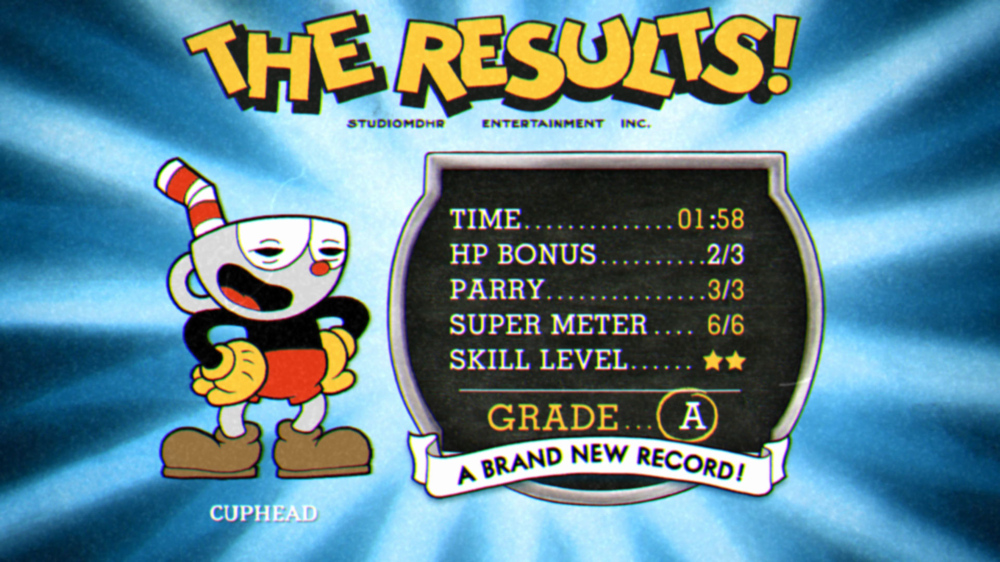 THE RESULTS!
STUDIOMDHR ENTERTAINMENT INC.
TIME..............01:58
HP BONUS..........2/3
PARRY...............3/3
SUPER METER.... 6/6
SKILL LEVEL...... ★★
GRADE... A
A BRAND NEW RECORD!
CUPHEAD